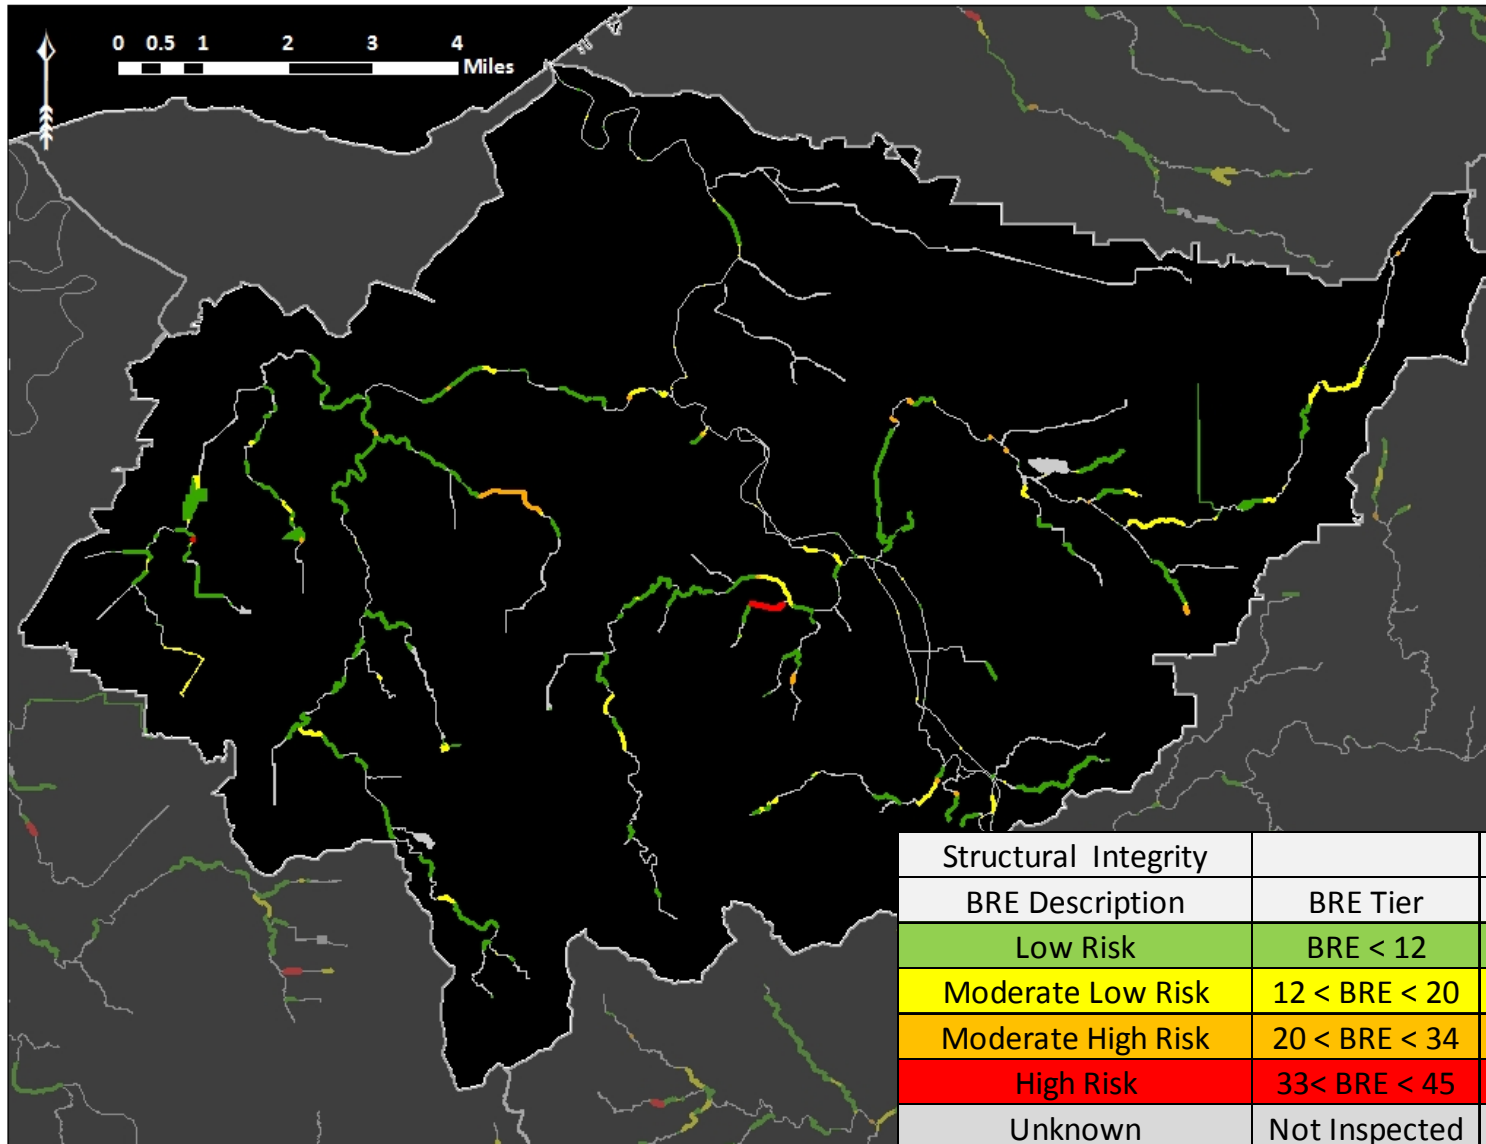 0 0.5 1 2 3 4
Miles
Structural Integrity
BRE Description BRE Tier
Low Risk BRE < 12
Moderate Low Risk 12 < BRE < 20
Moderate High Risk 20 < BRE < 34
High Risk 33< BRE < 45
Unknown Not Inspected